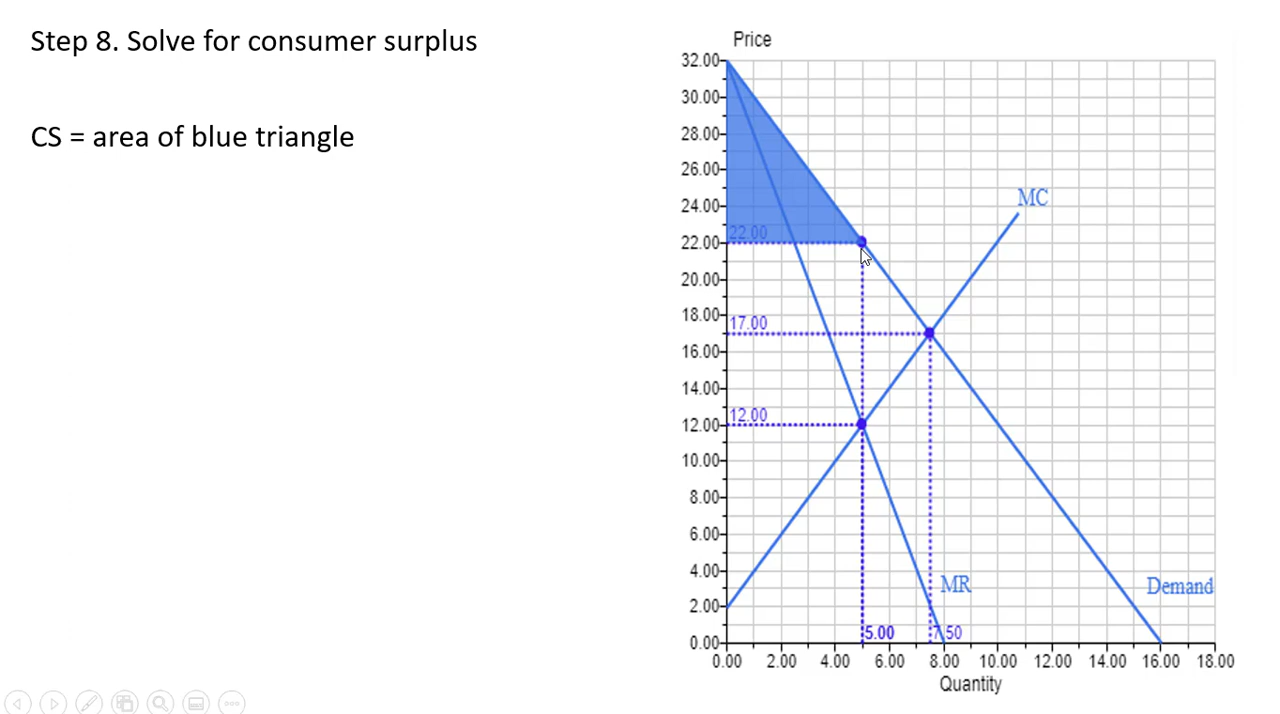 Step 8. Solve for consumer surplus
CS = area of blue triangle
Price
32.00
30.00
28.00
26.00
24.00
22.00
20.00
18.00
16.00
14.00
12.00
10.00
8.00
6.00
4.00
2.00
0.00
MC
22.00
17.00
12.00
MR
Demand
5.00
7.50
0.00 2.00 4.00 6.00 8.00 10.00 12.00 14.00 16.00 18.00
Quantity